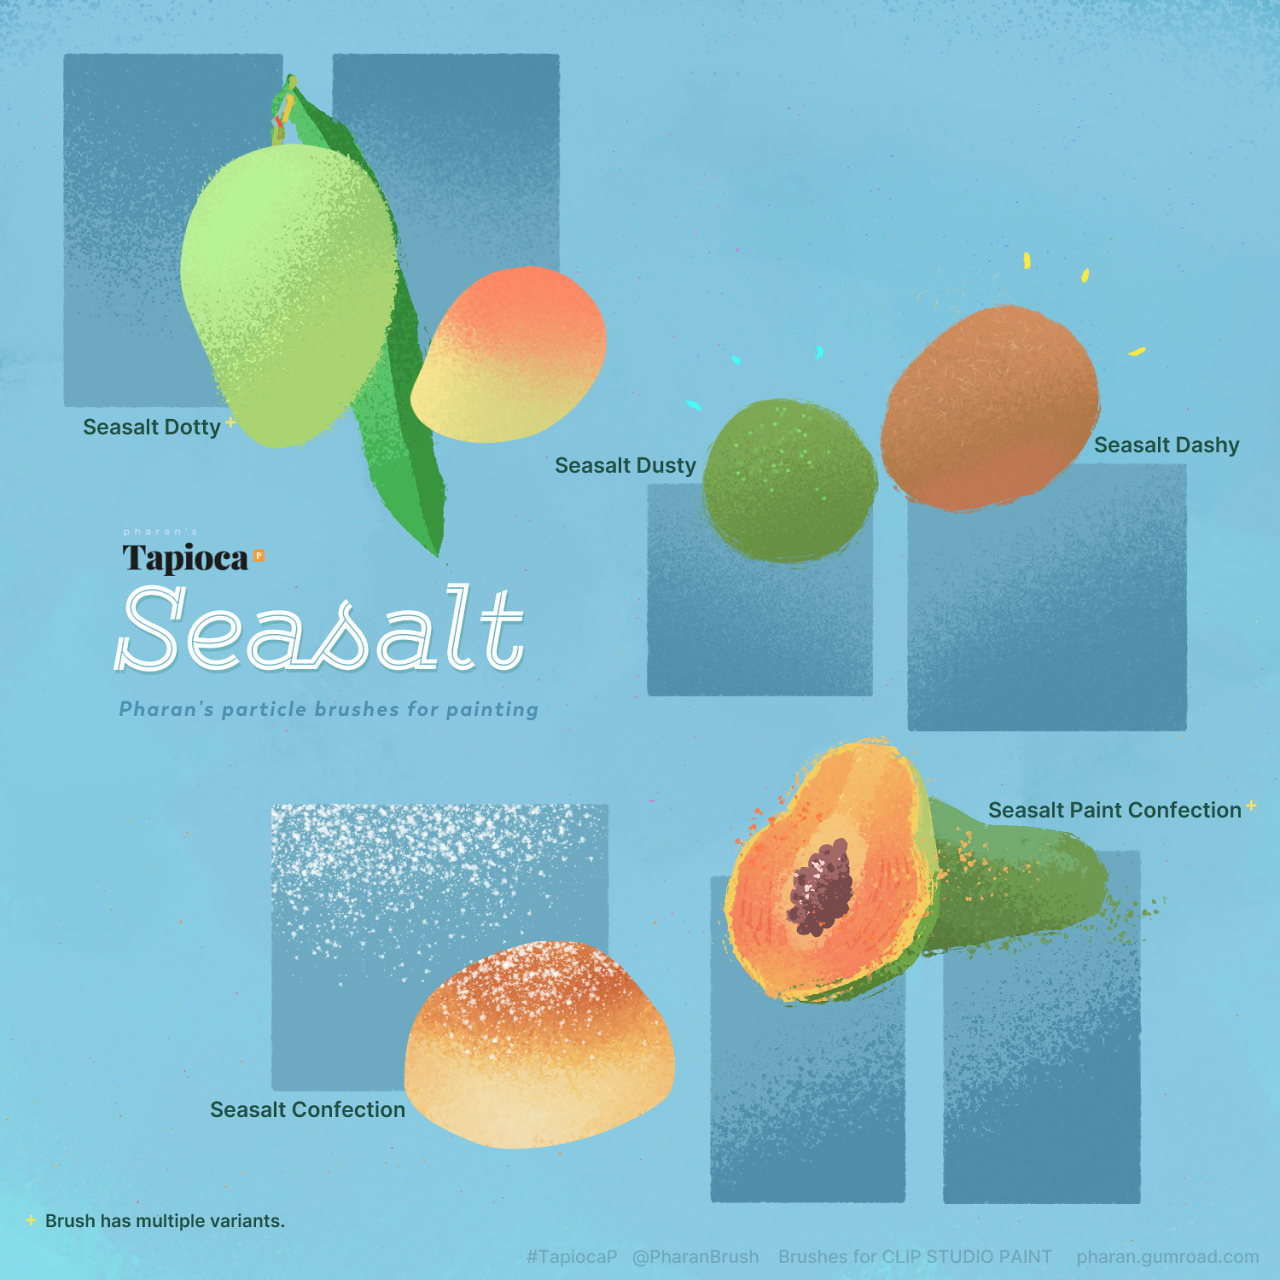 Seasalt Dotty+
Seasalt Dusty
Seasalt Dashy
pharan's
Tapioca P
Seasalt
Pharan's particle brushes for painting
Seasalt Paint Confection+
Seasalt Confection
+ Brush has multiple variants.
#TapiocaP @PharanBrush Brushes for CLIP STUDIO PAINT pharan.gumroad.com